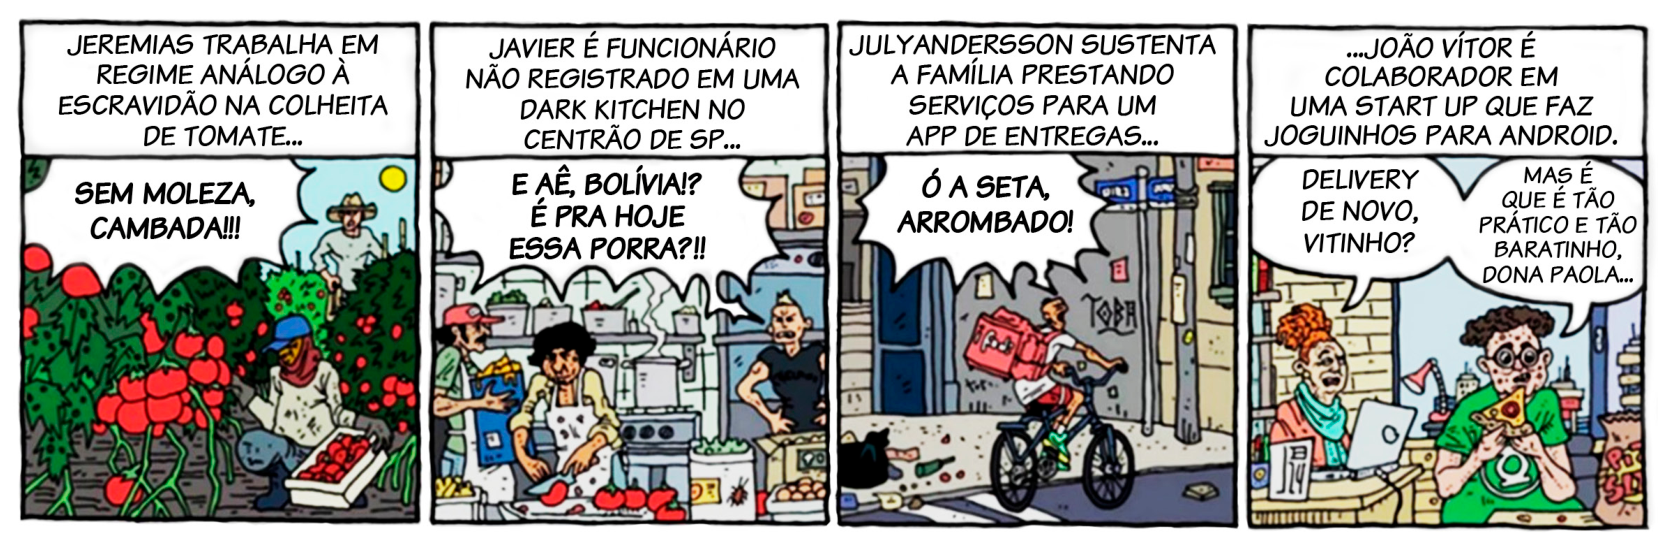 JEREMIAS TRABALHA EM
REGIME ANÁLOGO À
ESCRAVIDÃO NA COLHEITA
DE TOMATE...
SEM MOLEZA,
CAMBADA!!!
JAVIER É FUNCIONÁRIO
NÃO REGISTRADO EM UMA
DARK KITCHEN NO
CENTRÃO DE SP...
E AÊ, BOLÍVIA!?
É PRA HOJE
ESSA PORRA?!!
JULYANDERSSON SUSTENTA
A FAMÍLIA PRESTANDO
SERVIÇOS PARA UM
APP DE ENTREGAS...
Ó A SETA,
ARROMBADO!
TOBA
...JOÃO VÍTOR É
COLABORADOR EM
UMA START UP QUE FAZ
JOGUINHOS PARA ANDROID.
DELIVERY
DE NOVO,
VITINHO?
MAS É
QUE É TÃO
PRÁTICO E TÃO
BARATINHO,
DONA PAOLA...